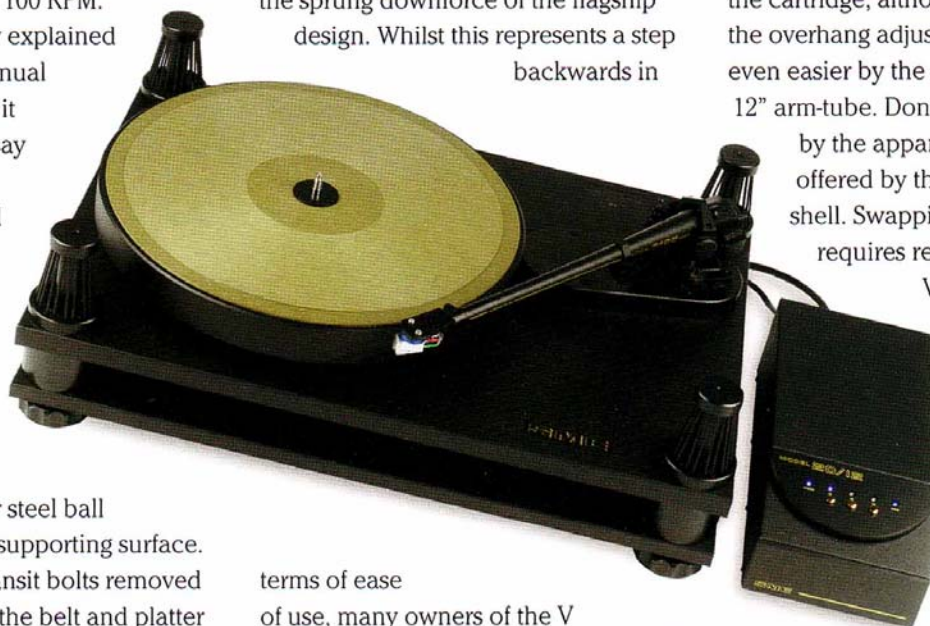 100 RPM.
explained
nual
it
ay
steel ball
supporting surface.
nsit bolts removed
the belt and platter
the sprung downforce of the flagship
design. Whilst this represents a step
backwards in
terms of ease
of use, many owners of the V
the cartridge, altho
the overhang adjus
even easier by the
12” arm-tube. Don
by the appar
offered by th
shell. Swappi
requires re
V
MODEL 20/12